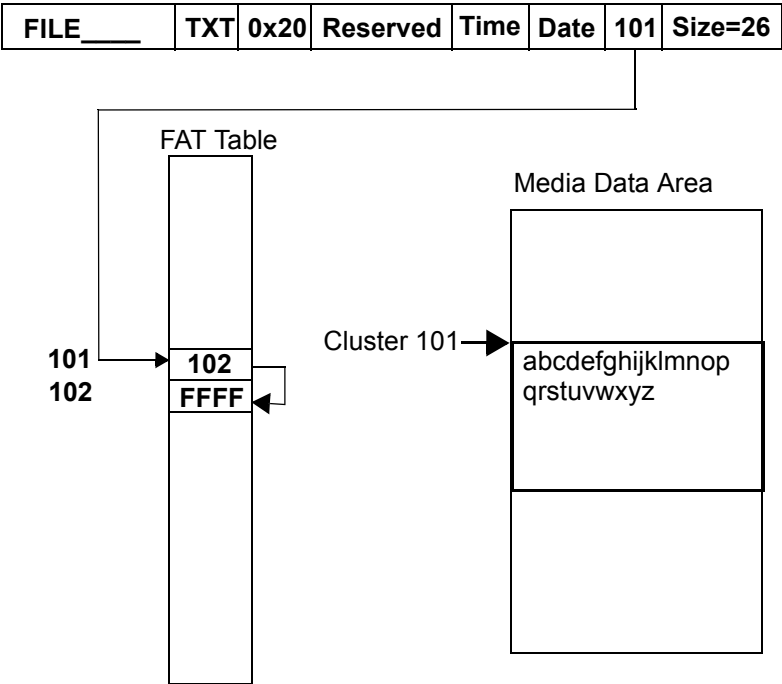 FILE____ TXT 0x20 Reserved Time Date 101 Size=26
FAT Table
Media Data Area
Cluster 101
101 102
102 FFFF
abcdefghijklmnop
qrstuvwxyz